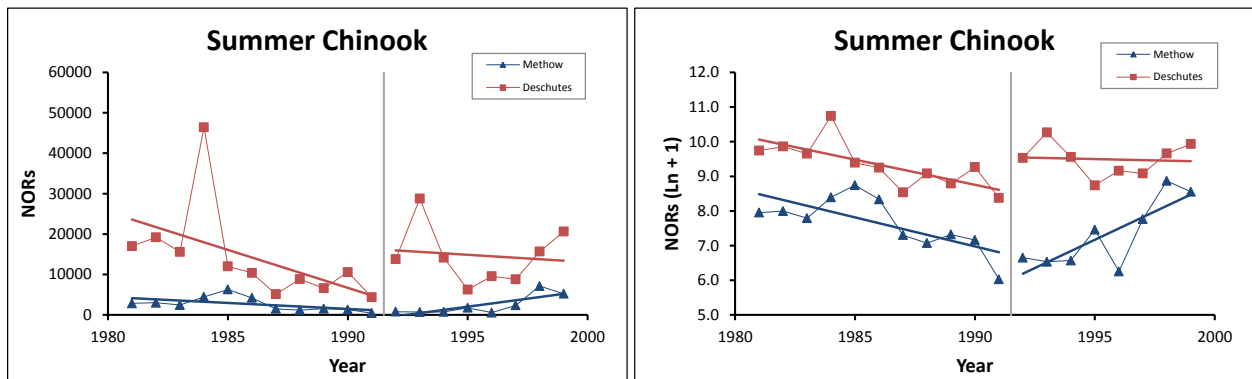 Summer Chinook
Methow
Deschutes
60000
50000
40000
30000
20000
10000
0
NORs
1980
1985
1990
1995
2000
Year
Summer Chinook
Methow
Deschutes
12.0
11.0
10.0
9.0
8.0
7.0
6.0
5.0
NORs (Ln + 1)
1980
1985
1990
1995
2000
Year